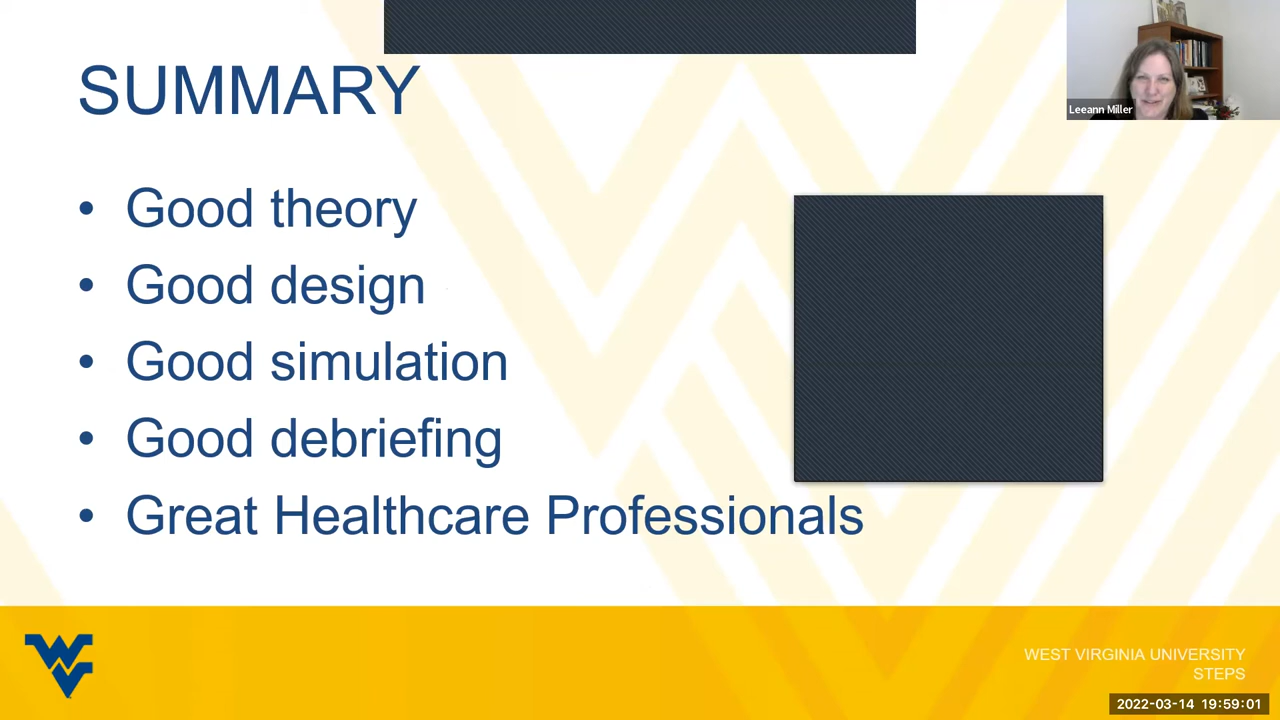 SUMMARY
Leeann Miller
• Good theory
• Good design
• Good simulation
• Good debriefing
• Great Healthcare Professionals
WV
WEST VIRGINIA UNIVERSITY
STEPS
2022-03-14 19:59:01